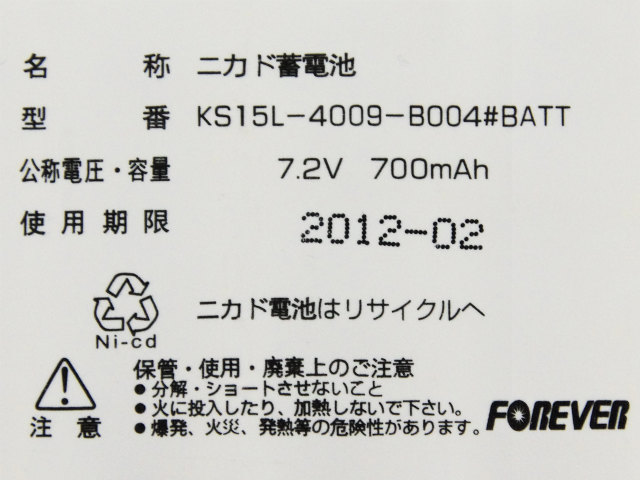 名称 ニカド蓄電池
型番 KS15L-4009-B004#BATT
公称電圧・容量 7.2V 700mAh
使用期限 2012-02
Ni-cd ニカド電池はリサイクルへ
注意
保管・使用・廃棄上のご注意
●分解・ショートさせないこと
●火に投入したり、加熱しないで下さい。
●爆発、火災、発熱等の危険性があります。
FOREVER